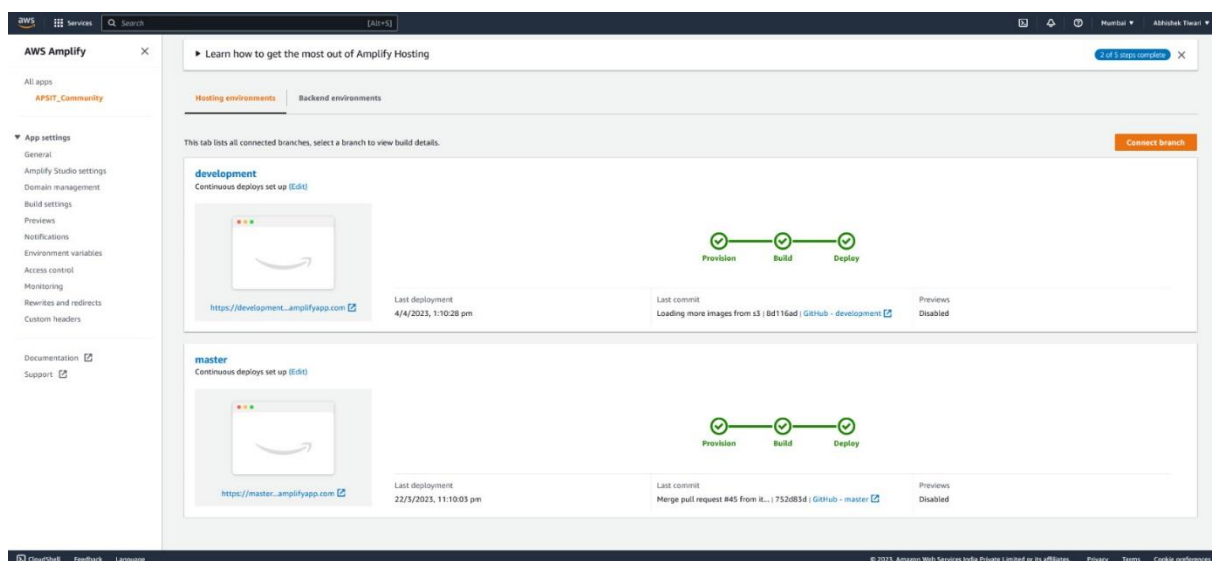 aws
Services
Search
[Alt+S]
Mumbai
Abhishek Tiwari
AWS Amplify
All apps
APSIT_Community
App settings
General
Amplify Studio settings
Domain management
Build settings
Previews
Notifications
Environment variables
Access control
Monitoring
Rewrites and redirects
Custom headers
Documentation
Support
Learn how to get the most out of Amplify Hosting
2 of 5 steps complete
Hosting environments
Backend environments
This tab lists all connected branches, select a branch to view build details.
Connect branch
development
Continuous deploys set up (Edit)
https://development...amplifyapp.com
Provision
Build
Deploy
Last deployment
4/4/2023, 1:10:28 pm
Last commit
Loading more images from s3 | 8d116ad | GitHub - development
Previews
Disabled
master
Continuous deploys set up (Edit)
https://master...amplifyapp.com
Provision
Build
Deploy
Last deployment
22/3/2023, 11:10:03 pm
Last commit
Merge pull request #45 from it... | 752d83d | GitHub - master
Previews
Disabled
CloudShell
Feedback
Language
© 2023, Amazon Web Services India Private Limited or its affiliates.
Privacy
Terms
Cookie preferences